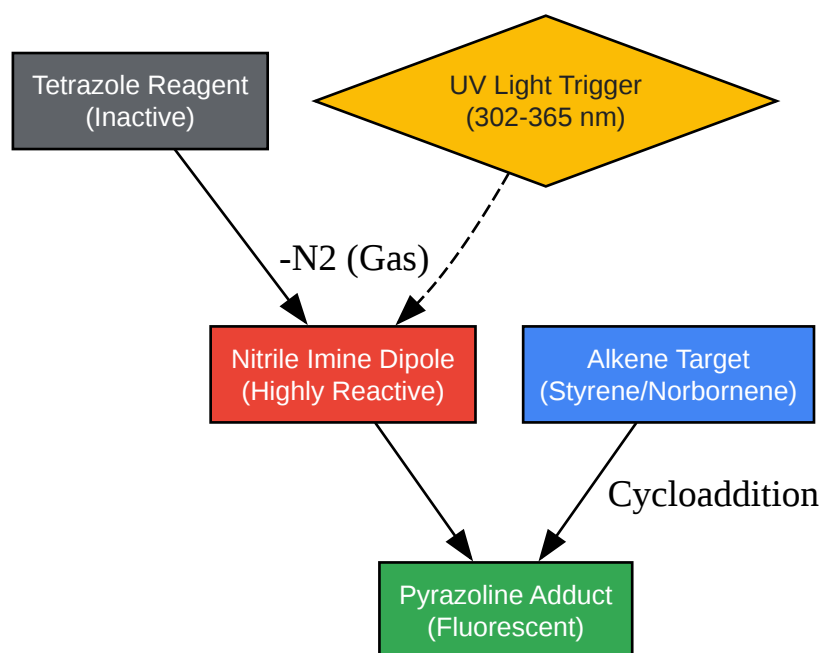 Tetrazole Reagent
(Inactive)
UV Light Trigger
(302-365 nm)
-N2 (Gas)
Nitrile Imine Dipole
(Highly Reactive)
Alkene Target
(Styrene/Norbornene)
Cycloaddition
Pyrazoline Adduct
(Fluorescent)